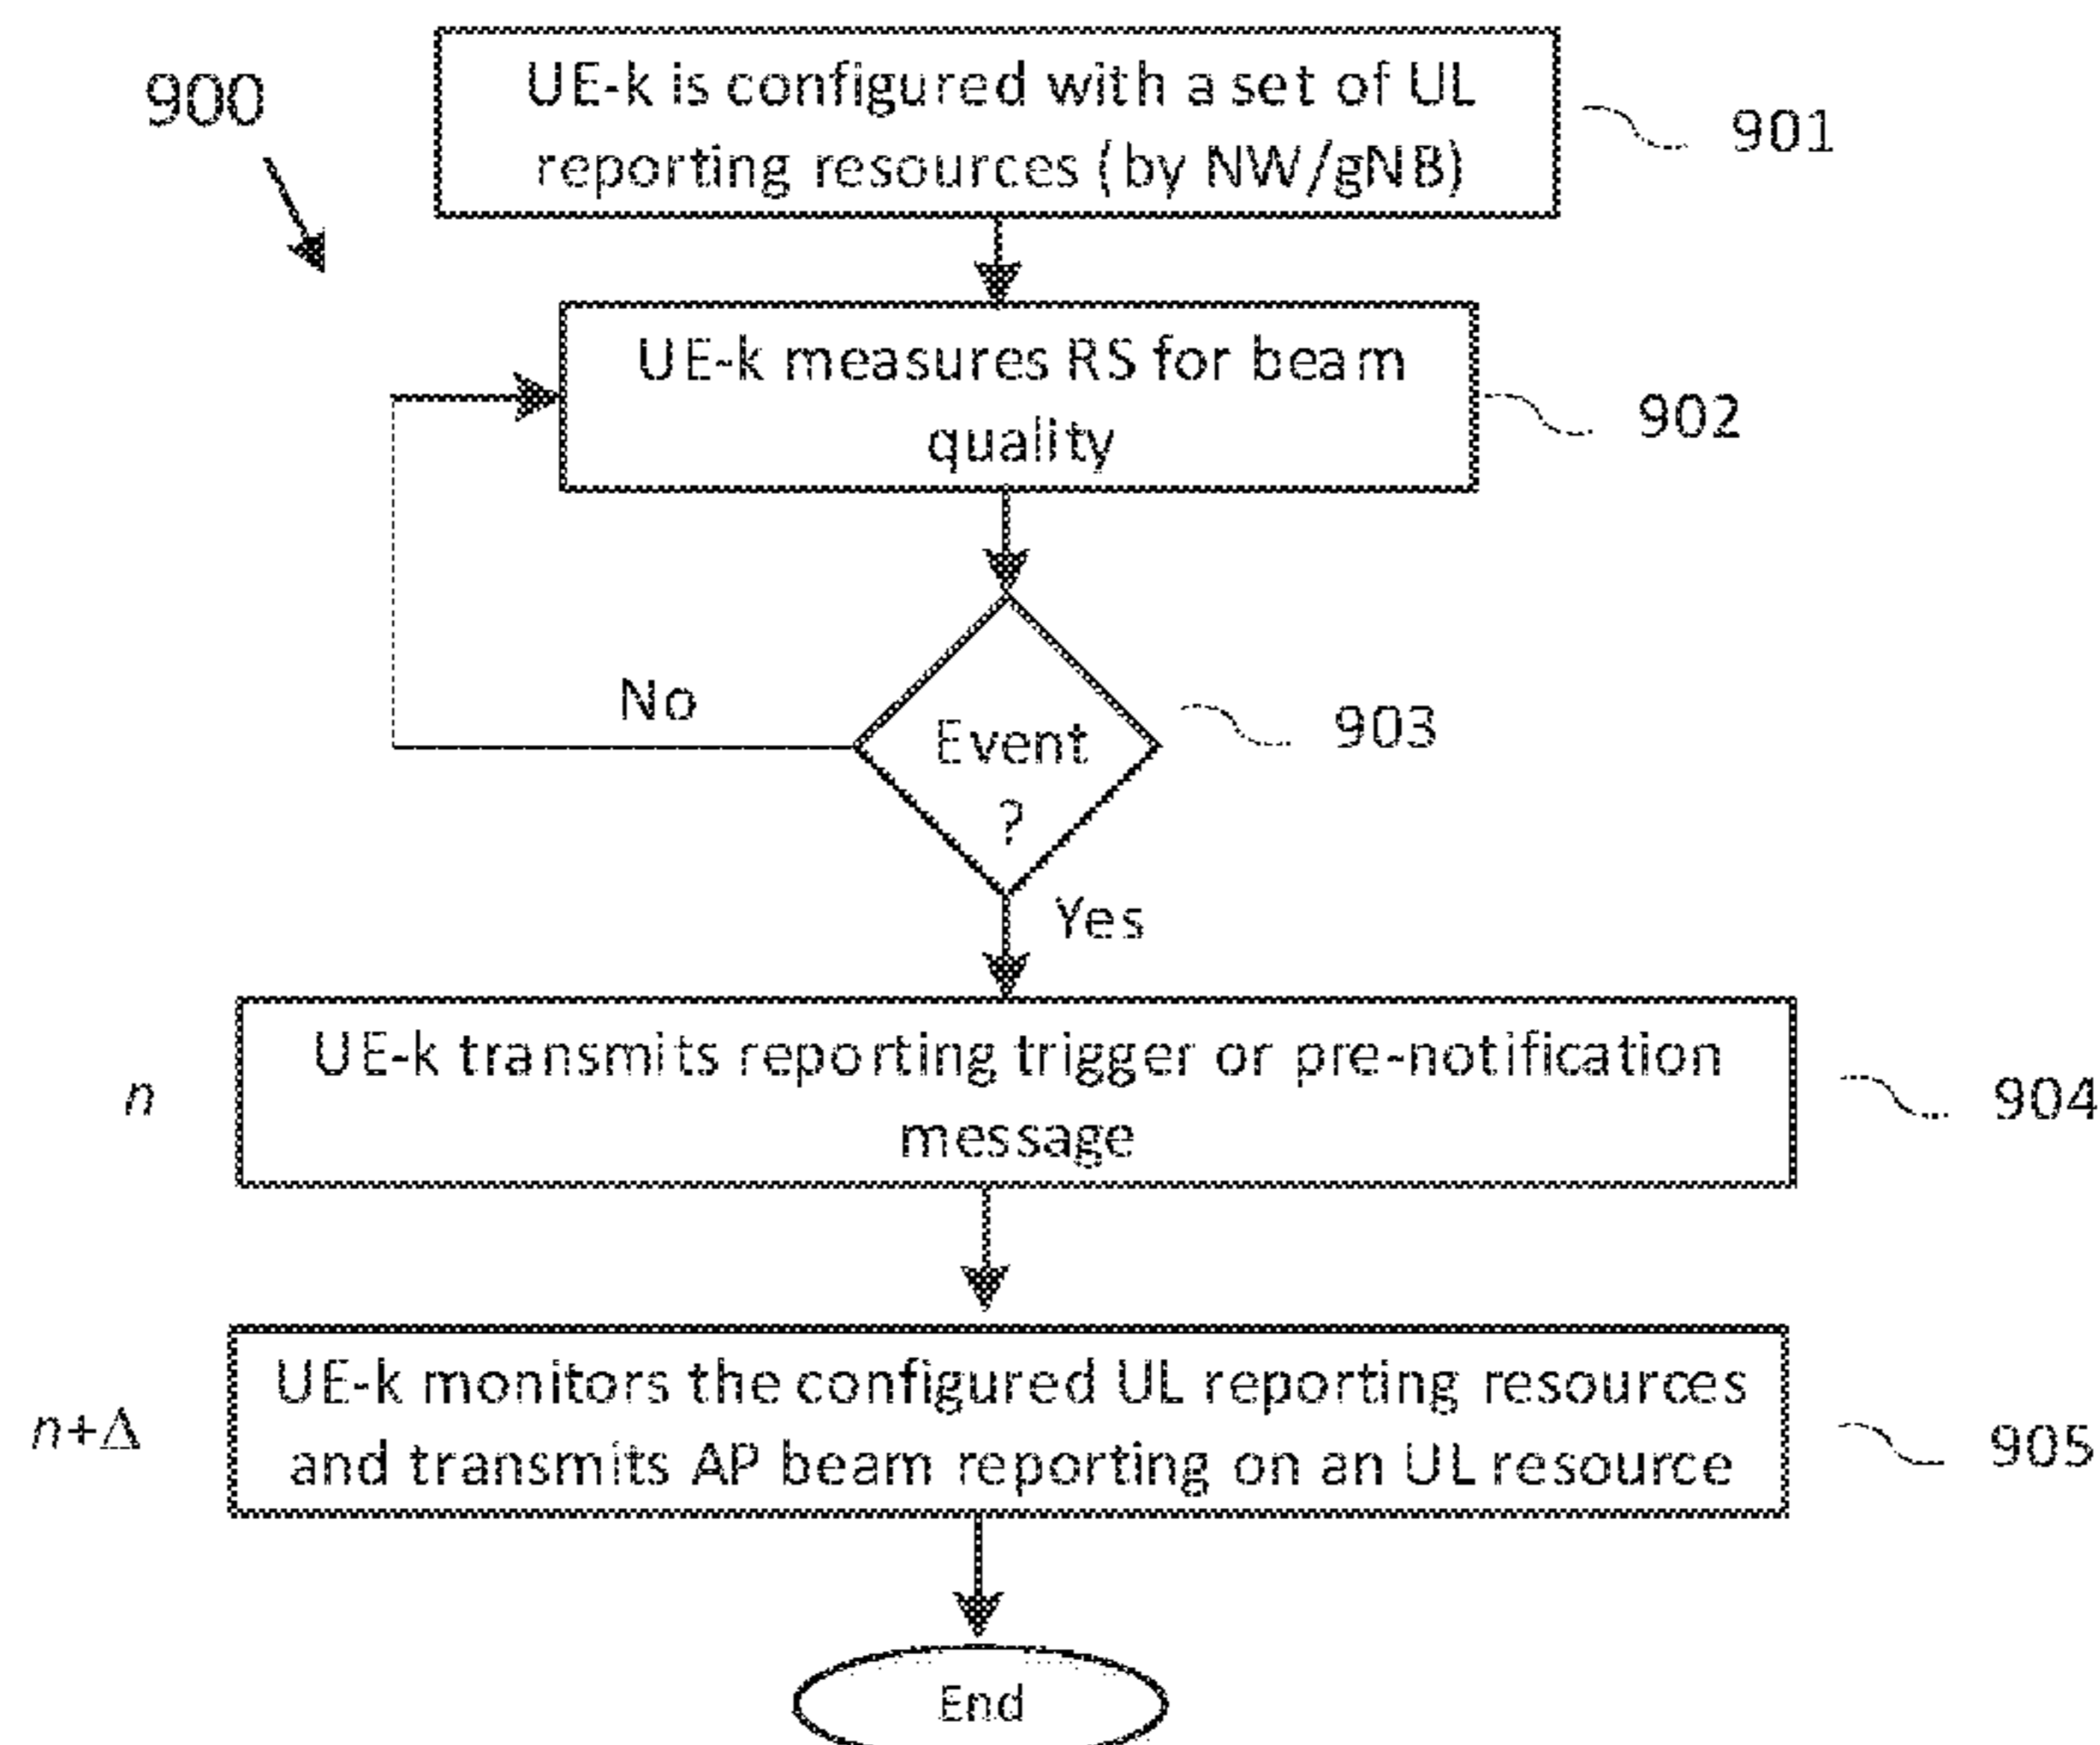 900
UE-k is configured with a set of UL
reporting resources (by NW/gNB)
901
UE-k measures RS for beam
quality
902
No
Event
?
903
Yes
n
UE-k transmits reporting trigger or pre-notification
message
904
n+Δ
UE-k monitors the configured UL reporting resources
and transmits AP beam reporting on an UL resource
905
End